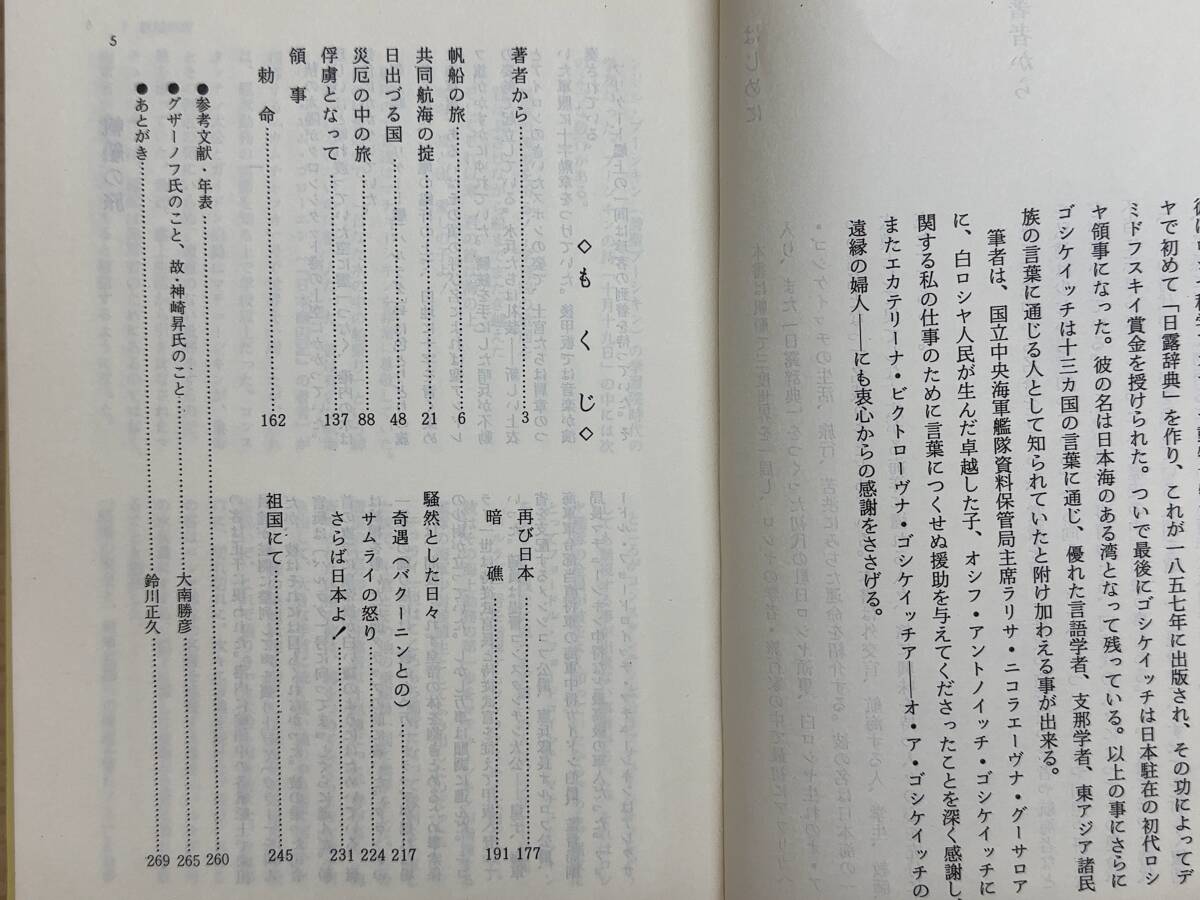 ヤで初めて「日露辞典」を作り、これが一八五七年に出版され、その功によってデ
ミドフスキイ賞金を授けられた。ついで最後にゴシケイッチは日本駐在の初代ロシ
ヤ領事になった。彼の名は日本海のある湾となって残っている。以上の事にさらに
ゴシケイッチは十三カ国の言葉に通じ、優れた言語学者、支那学者、東アジア諸民
族の言葉に通じる人として知られていたと附け加わえる事が出来る。
筆者は、国立中央海軍艦隊資料保管局主席ラリサ・ニコラエーヴナ・グーサロア
に、白ロシヤ人民が生んだ卓越した子、オシフ・アントノイッチ・ゴシケイッチに
関する私の仕事のために言葉につくせぬ援助を与えてくださったことを深く感謝し、
またエカテリーナ・ビクトローヴナ・ゴシケイッチア――オ・ア・ゴシケイッチの
遠縁の婦人――にも衷心からの感謝をささげる。
◇もくじ◇
著者から………3
帆船の旅………6
共同航海の掟………21
日出づる国………48
災厄の中の旅………88
俘虜となって………137
領事
勅命………162
再び日本………177
暗礁………191
騒然とした日々
奇遇（バクーニンとの）………217
サムライの怒り………224
さらば日本よ！………231
祖国にて………245
●参考文献・年表………260
●グザーノフ氏のこと、故・神崎昇氏のこと………大南勝彦………265
●あとがき………鈴川正久………269
5